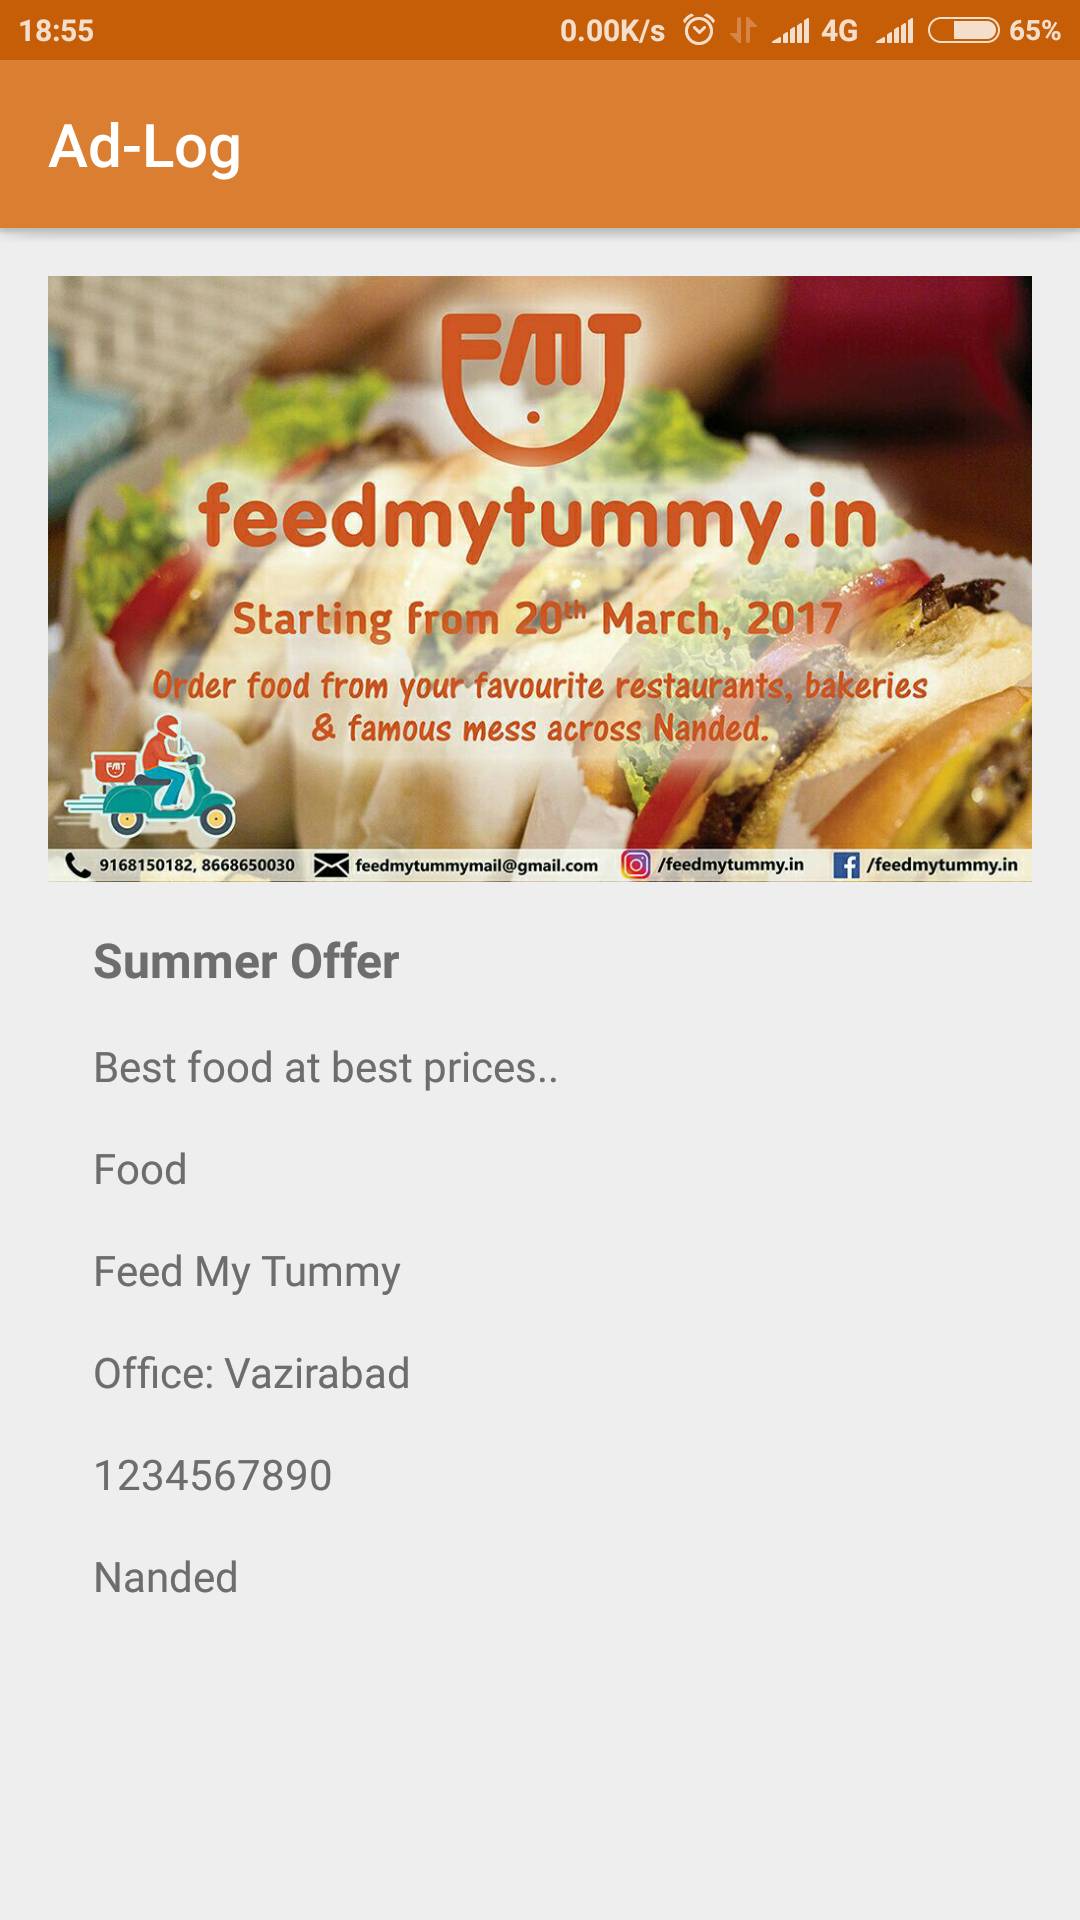 18:55 0.00K/s 4G 65%
Ad-Log
FMT
feedmytummy.in
Starting from 20th March, 2017
Order food from your favourite restaurants, bakeries
& famous mess across Nanded.
FMT
9168150182, 8668650030 feedmytummymail@gmail.com /feedmytummy.in /feedmytummy.in
Summer Offer
Best food at best prices..
Food
Feed My Tummy
Office: Vazirabad
1234567890
Nanded